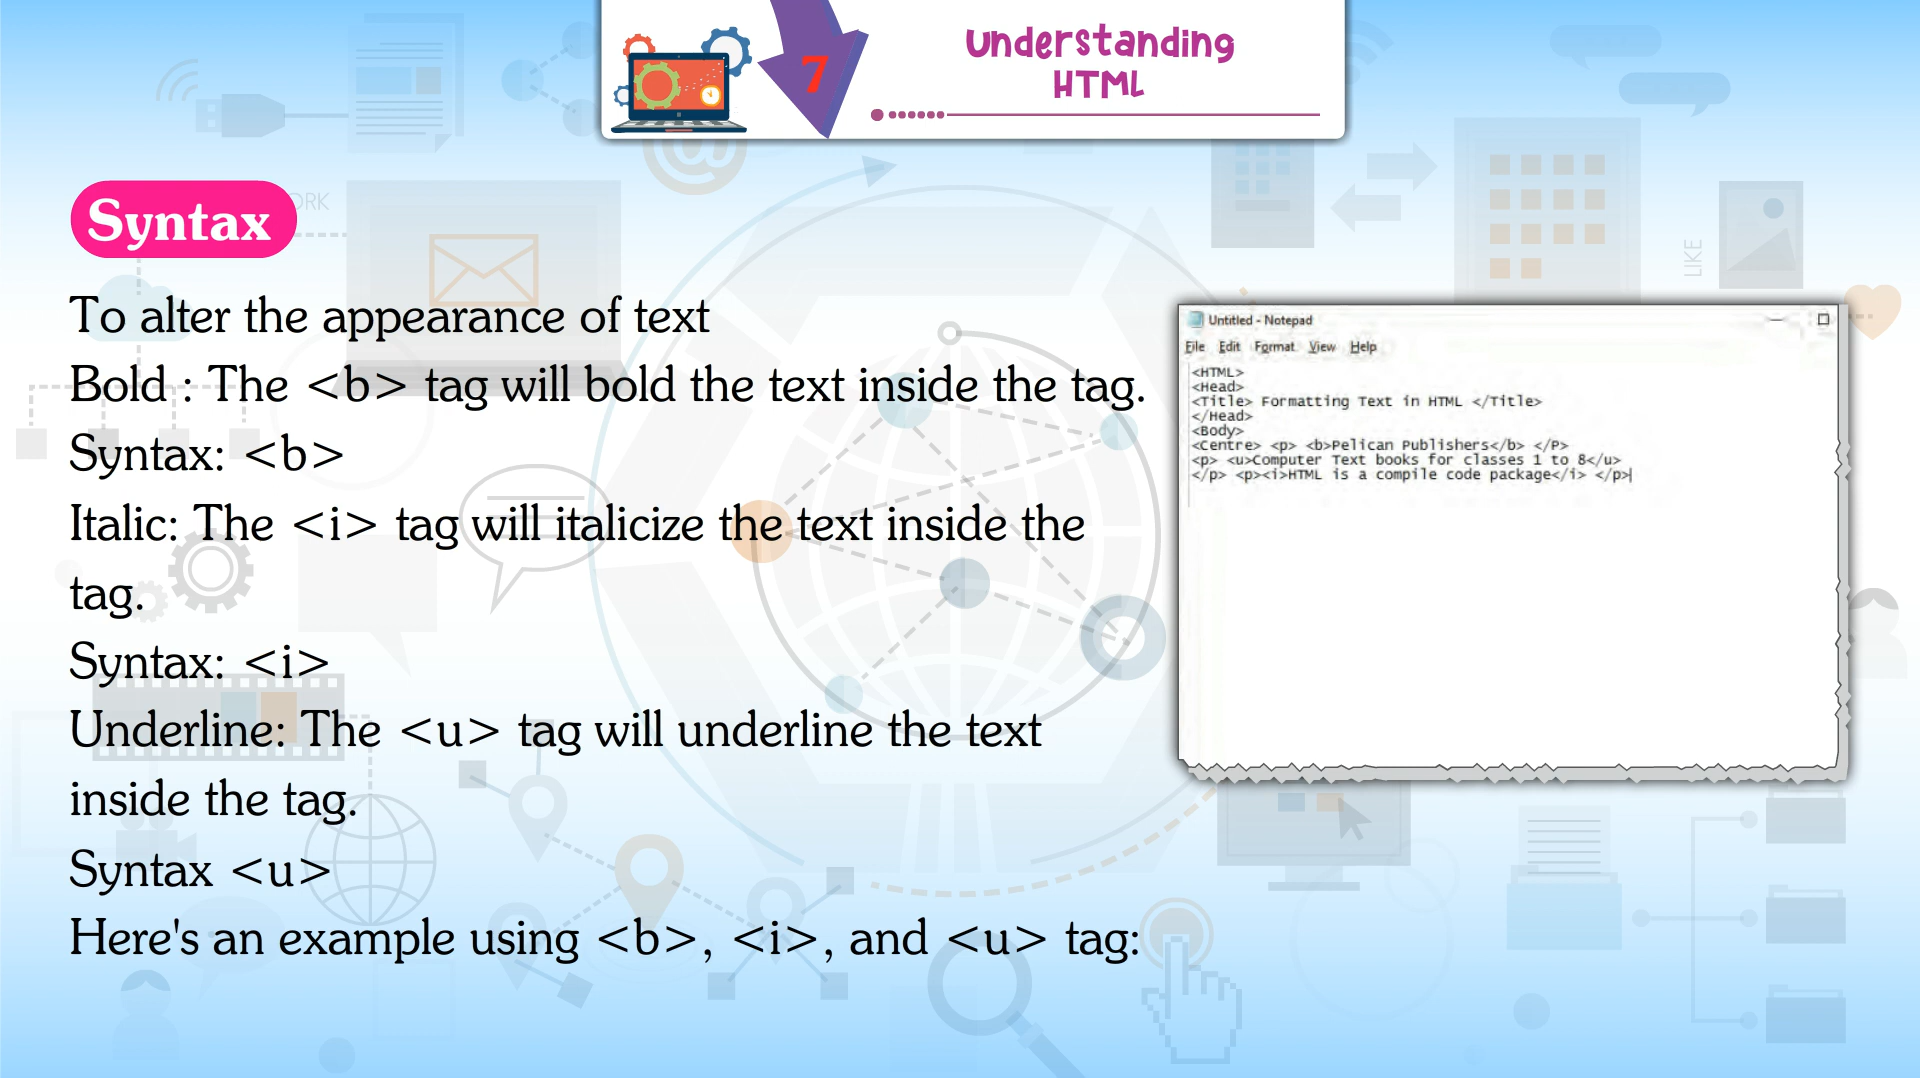 7
Understanding
HTML
ORK
LIKE
Syntax
To alter the appearance of text
Bold : The <b> tag will bold the text inside the tag.
Syntax: <b>
Italic: The <i> tag will italicize the text inside the
tag.
Syntax: <i>
Underline: The <u> tag will underline the text
inside the tag.
Syntax <u>
Here's an example using <b>, <i>, and <u> tag:
Untitled - Notepad
File Edit Format View Help
<HTML>
<Head>
<Title> Formatting Text in HTML </Title>
</Head>
<Body>
<Centre> <p> <b>Pelican Publishers</b> </P>
<p> <u>Computer Text books for classes 1 to 8</u>
</p> <p><i>HTML is a compile code package</i> </p>